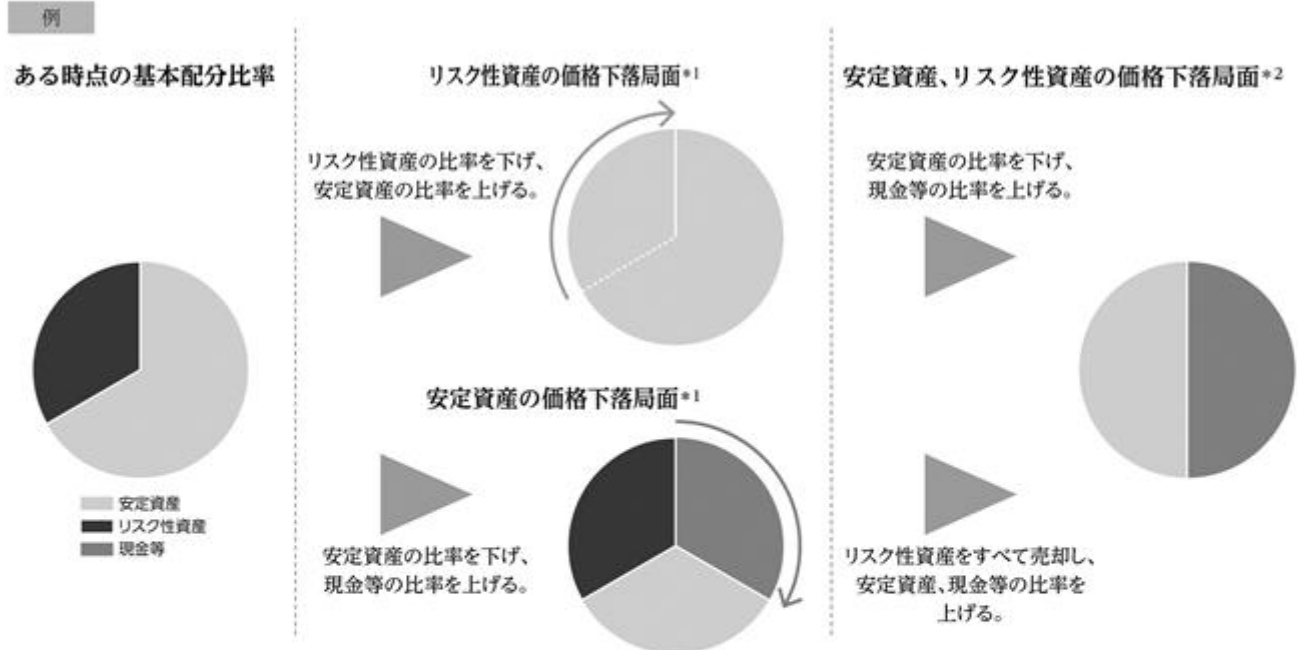 例
ある時点の基本配分比率
リスク性資産の価格下落局面*1
リスク性資産の比率を下げ、
安定資産の比率を上げる。
安定資産の価格下落局面*1
安定資産の比率を下げ、
現金等の比率を上げる。
安定資産、リスク性資産の価格下落局面*2
安定資産の比率を下げ、
現金等の比率を上げる。
リスク性資産をすべて売却し、
安定資産、現金等の比率を
上げる。
安定資産
リスク性資産
現金等